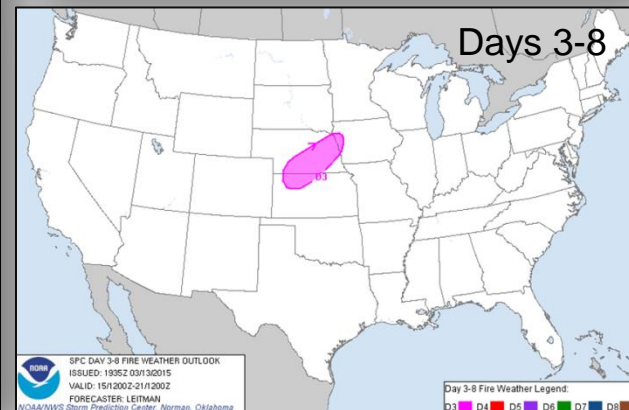 Days 3-8
D3
NOAA
SPC DAY 3-8 FIRE WEATHER OUTLOOK
ISSUED: 1935Z 03/13/2015
VALID: 15/1200Z-21/1200Z
FORECASTER: LEITMAN
NOAA/NWS Storm Prediction Center, Norman, Oklahoma
Day 3-8 Fire Weather Legend:
D3 D4 D5 D6 D7 D8